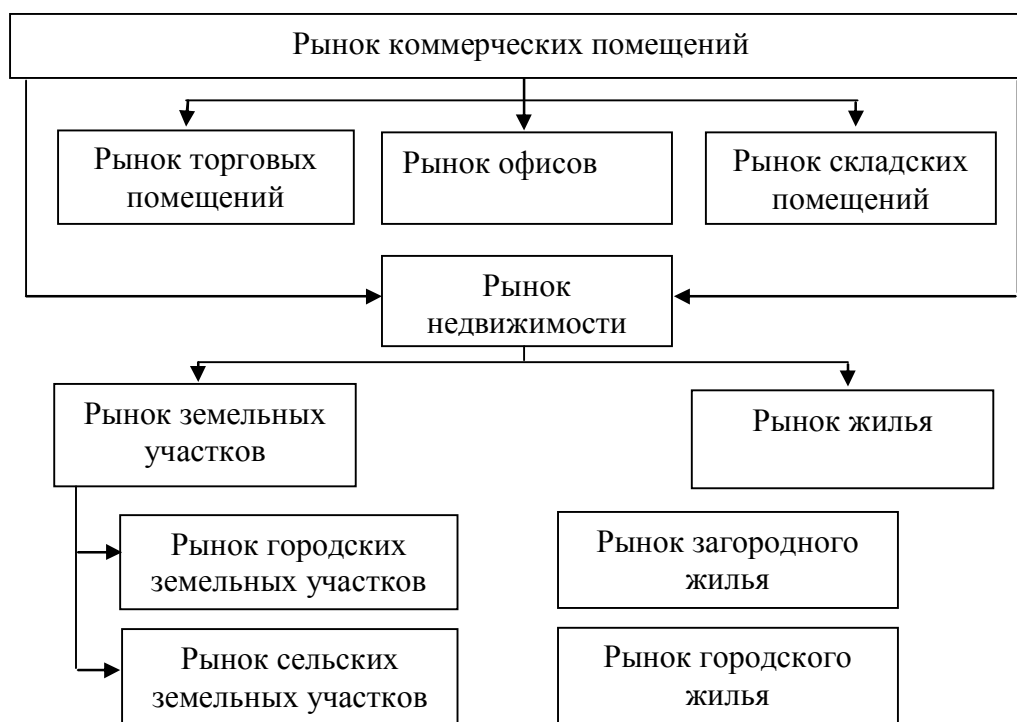 Рынок коммерческих помещений
Рынок торговых
помещений
Рынок офисов
Рынок складских
помещений
Рынок
недвижимости
Рынок земельных
участков
Рынок жилья
Рынок городских
земельных участков
Рынок загородного
жилья
Рынок сельских
земельных участков
Рынок городского
жилья